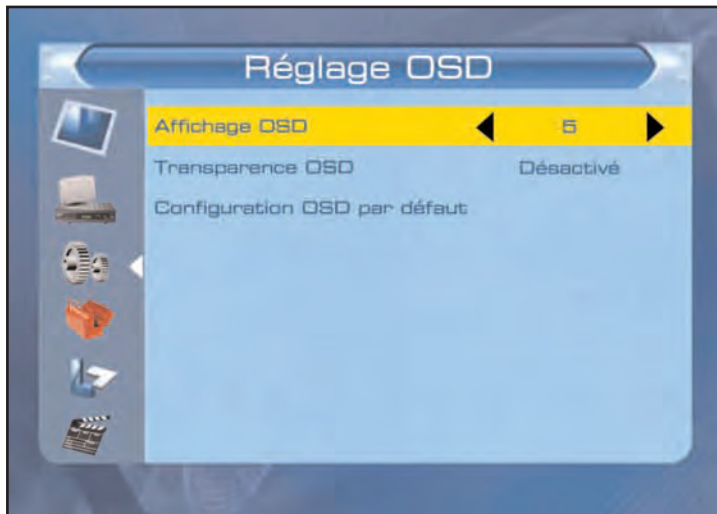 Réglage OSD
Affichage OSD 5
Transparence OSD Désactivé
Configuration OSD par défaut